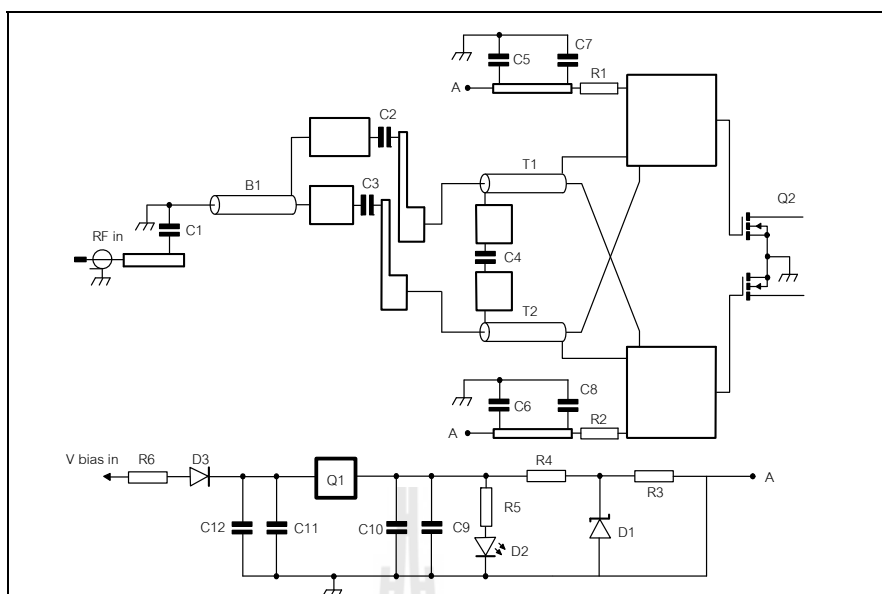 C7
C5
R1
A
C2
T1
B1
C3
Q2
C1
RF in
C4
T2
C8
C6
R2
A
V bias in
R6
D3
Q1
R4
R3
A
C12
C11
C10
C9
R5
D2
D1